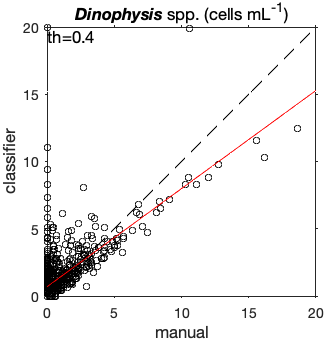 Dinophysis spp. (cells mL-1)
th=0.4
classifier
20
15
10
5
0
0 5 10 15 20
manual